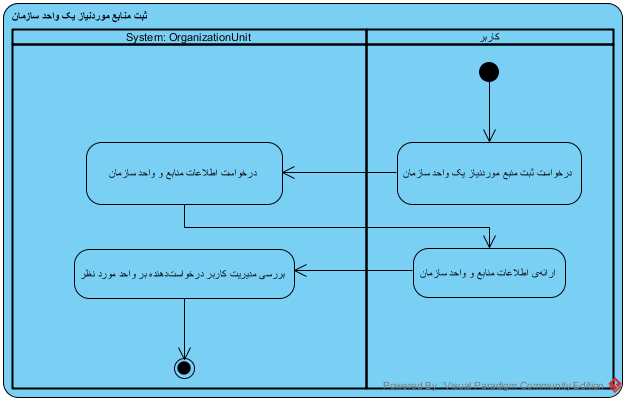 ثبت منابع موردنیاز یک واحد سازمان
System: OrganizationUnit
کاربر
درخواست ثبت منبع موردنیاز یک واحد سازمان
درخواست اطلاعات منابع و واحد سازمان
ارائه‌ی اطلاعات منابع و واحد سازمان
بررسی مدیریت کاربر درخواست‌دهنده بر واحد مورد نظر
Powered By Visual Paradigm Community Edition